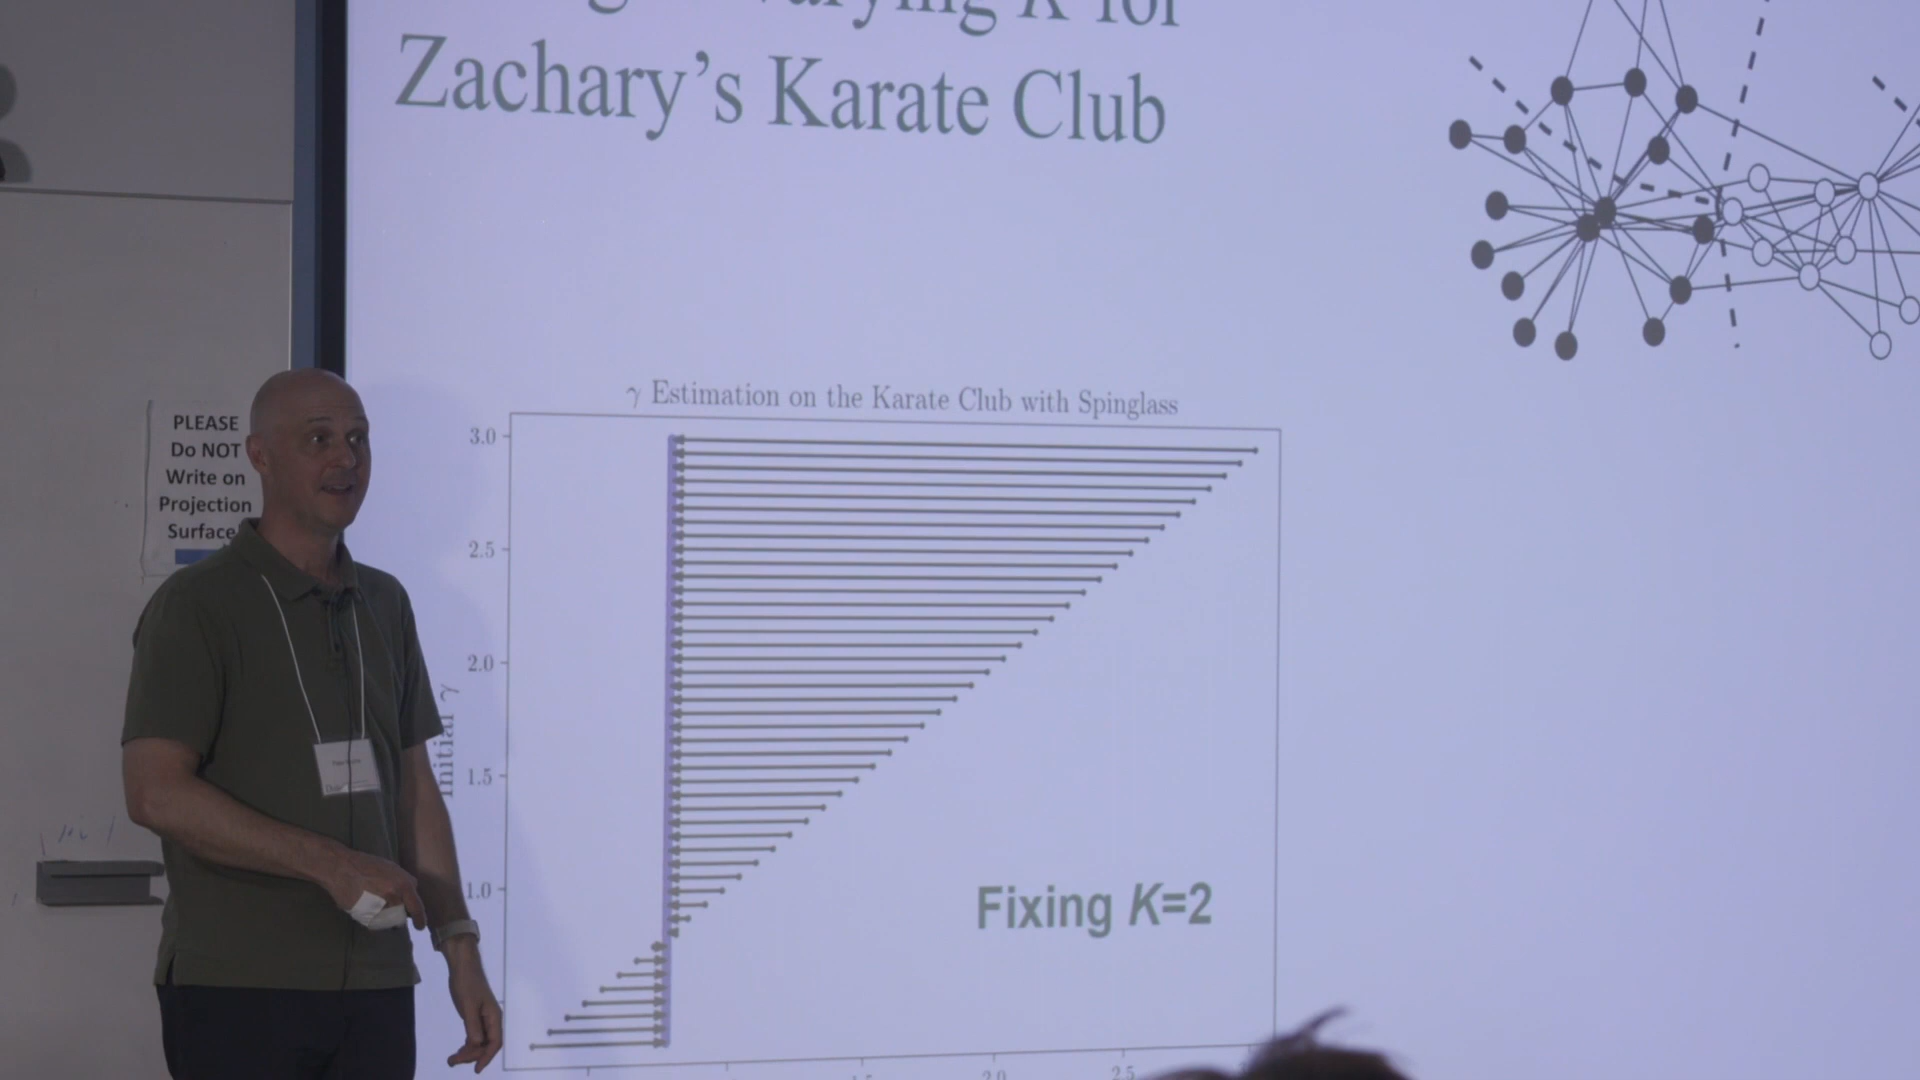 Zachary's Karate Club
γ Estimation on the Karate Club with Spinglass
3.0
2.5
2.0
1.5
1.0
Initial γ
Fixing K=2
2.0
2.5
PLEASE
Do NOT
Write on
Projection
Surface